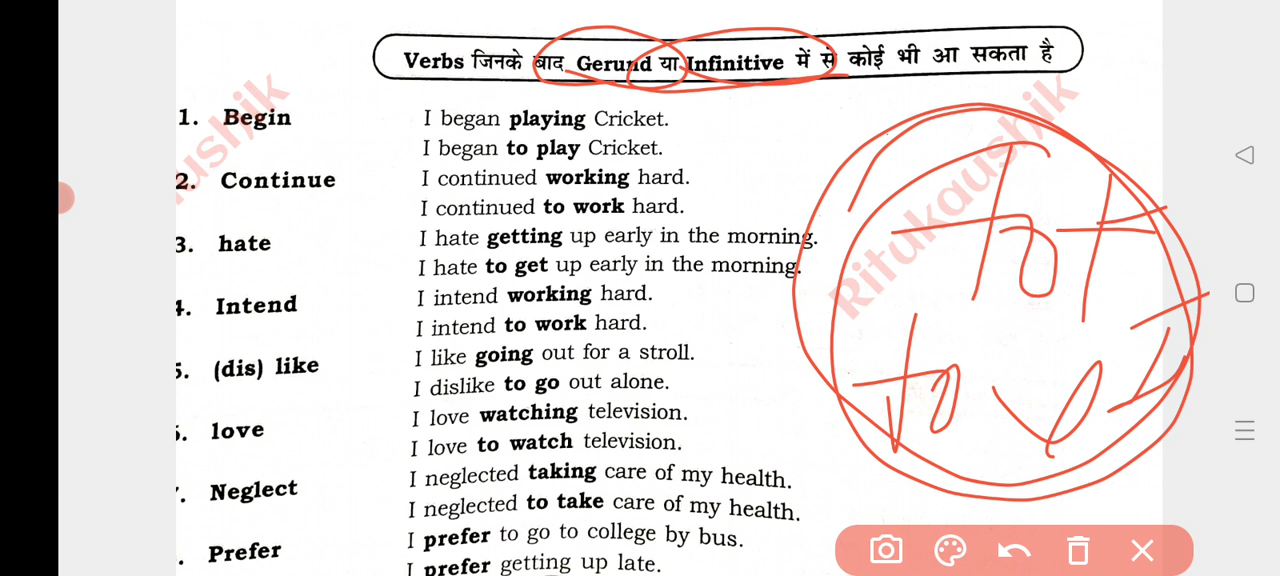 Verbs जिनके बाद Gerund या Infinitive में से कोई भी आ सकता है
1. Begin I began playing Cricket.
I began to play Cricket.
2. Continue I continued working hard.
I continued to work hard.
3. hate I hate getting up early in the morning.
I hate to get up early in the morning.
4. Intend I intend working hard.
I intend to work hard.
5. (dis) like I like going out for a stroll.
I dislike to go out alone.
love I love watching television.
I love to watch television.
Neglect I neglected taking care of my health.
I neglected to take care of my health.
Prefer I prefer to go to college by bus.
I prefer getting up late.
Ritukaushik
ushik
kaushik